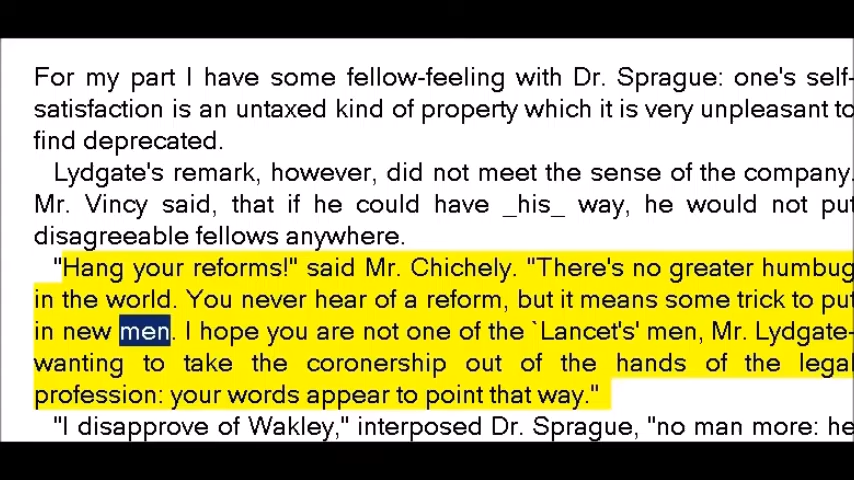 For my part I have some fellow-feeling with Dr. Sprague: one's self-
satisfaction is an untaxed kind of property which it is very unpleasant to
find deprecated.
Lydgate's remark, however, did not meet the sense of the company.
Mr. Vincy said, that if he could have _his_ way, he would not put
disagreeable fellows anywhere.
"Hang your reforms!" said Mr. Chichely. "There's no greater humbug
in the world. You never hear of a reform, but it means some trick to put
in new men. I hope you are not one of the `Lancet's' men, Mr. Lydgate-
wanting to take the coronership out of the hands of the legal
profession: your words appear to point that way."
"I disapprove of Wakley," interposed Dr. Sprague, "no man more: he